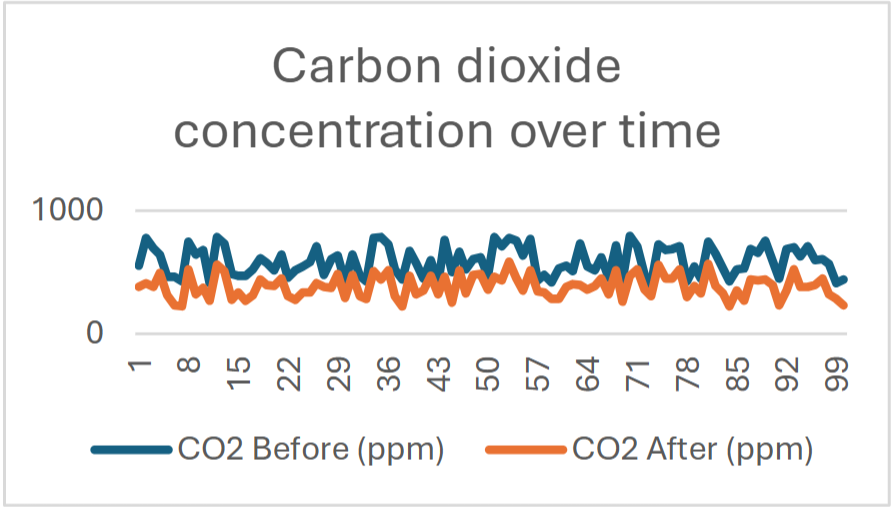 Carbon dioxide
concentration over time
1000
0
1 8 15 22 29 36 43 50 57 64 71 78 85 92 99
CO2 Before (ppm) CO2 After (ppm)